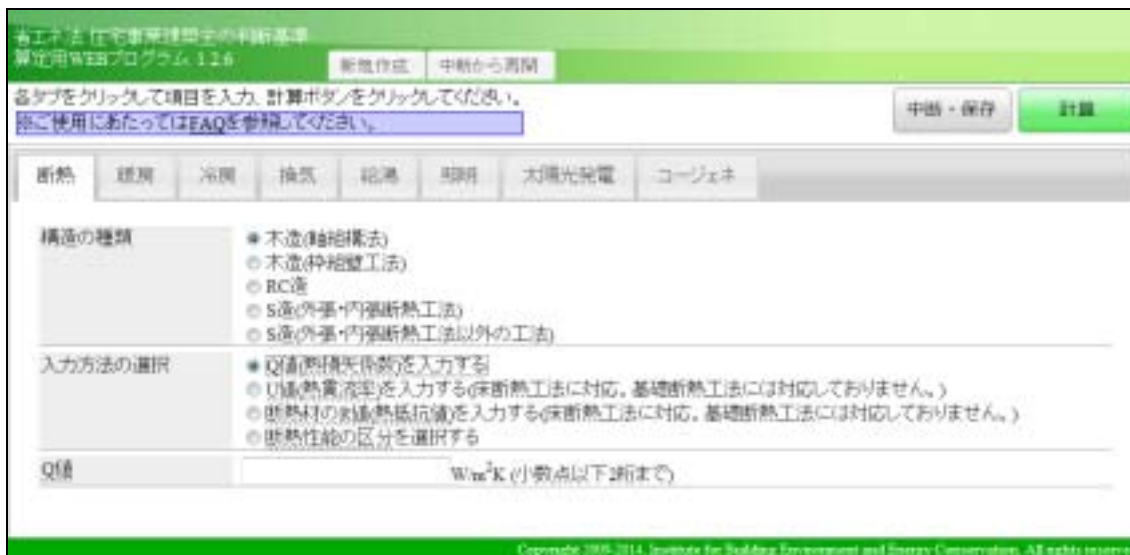 省エネ法 住宅事業建築主の判断基準
算定用WEBプログラム 1.2.6
新規作成 中断から再開
各タブをクリックして項目を入力、計算ボタンをクリックしてください。
※ご使用にあたってはFAQを参照してください。
中断・保存 計算
断熱 暖房 冷房 換気 給湯 照明 太陽光発電 コージェネ
構造の種類
木造(軸組構法)
木造(枠組壁工法)
RC造
S造(外張・内張断熱工法)
S造(外張・内張断熱工法以外の工法)
入力方法の選択
Q値(熱損失係数)を入力する
U値(熱貫流率)を入力する(床断熱工法に対応。基礎断熱工法には対応しておりません。)
断熱材のR値(熱抵抗値)を入力する(床断熱工法に対応。基礎断熱工法には対応しておりません。)
断熱性能の区分を選択する
Q値 W/m²K (小数点以下2桁まで)
Copyright 2009-2014, Institute for Building Environment and Energy Conservation, All rights reserve